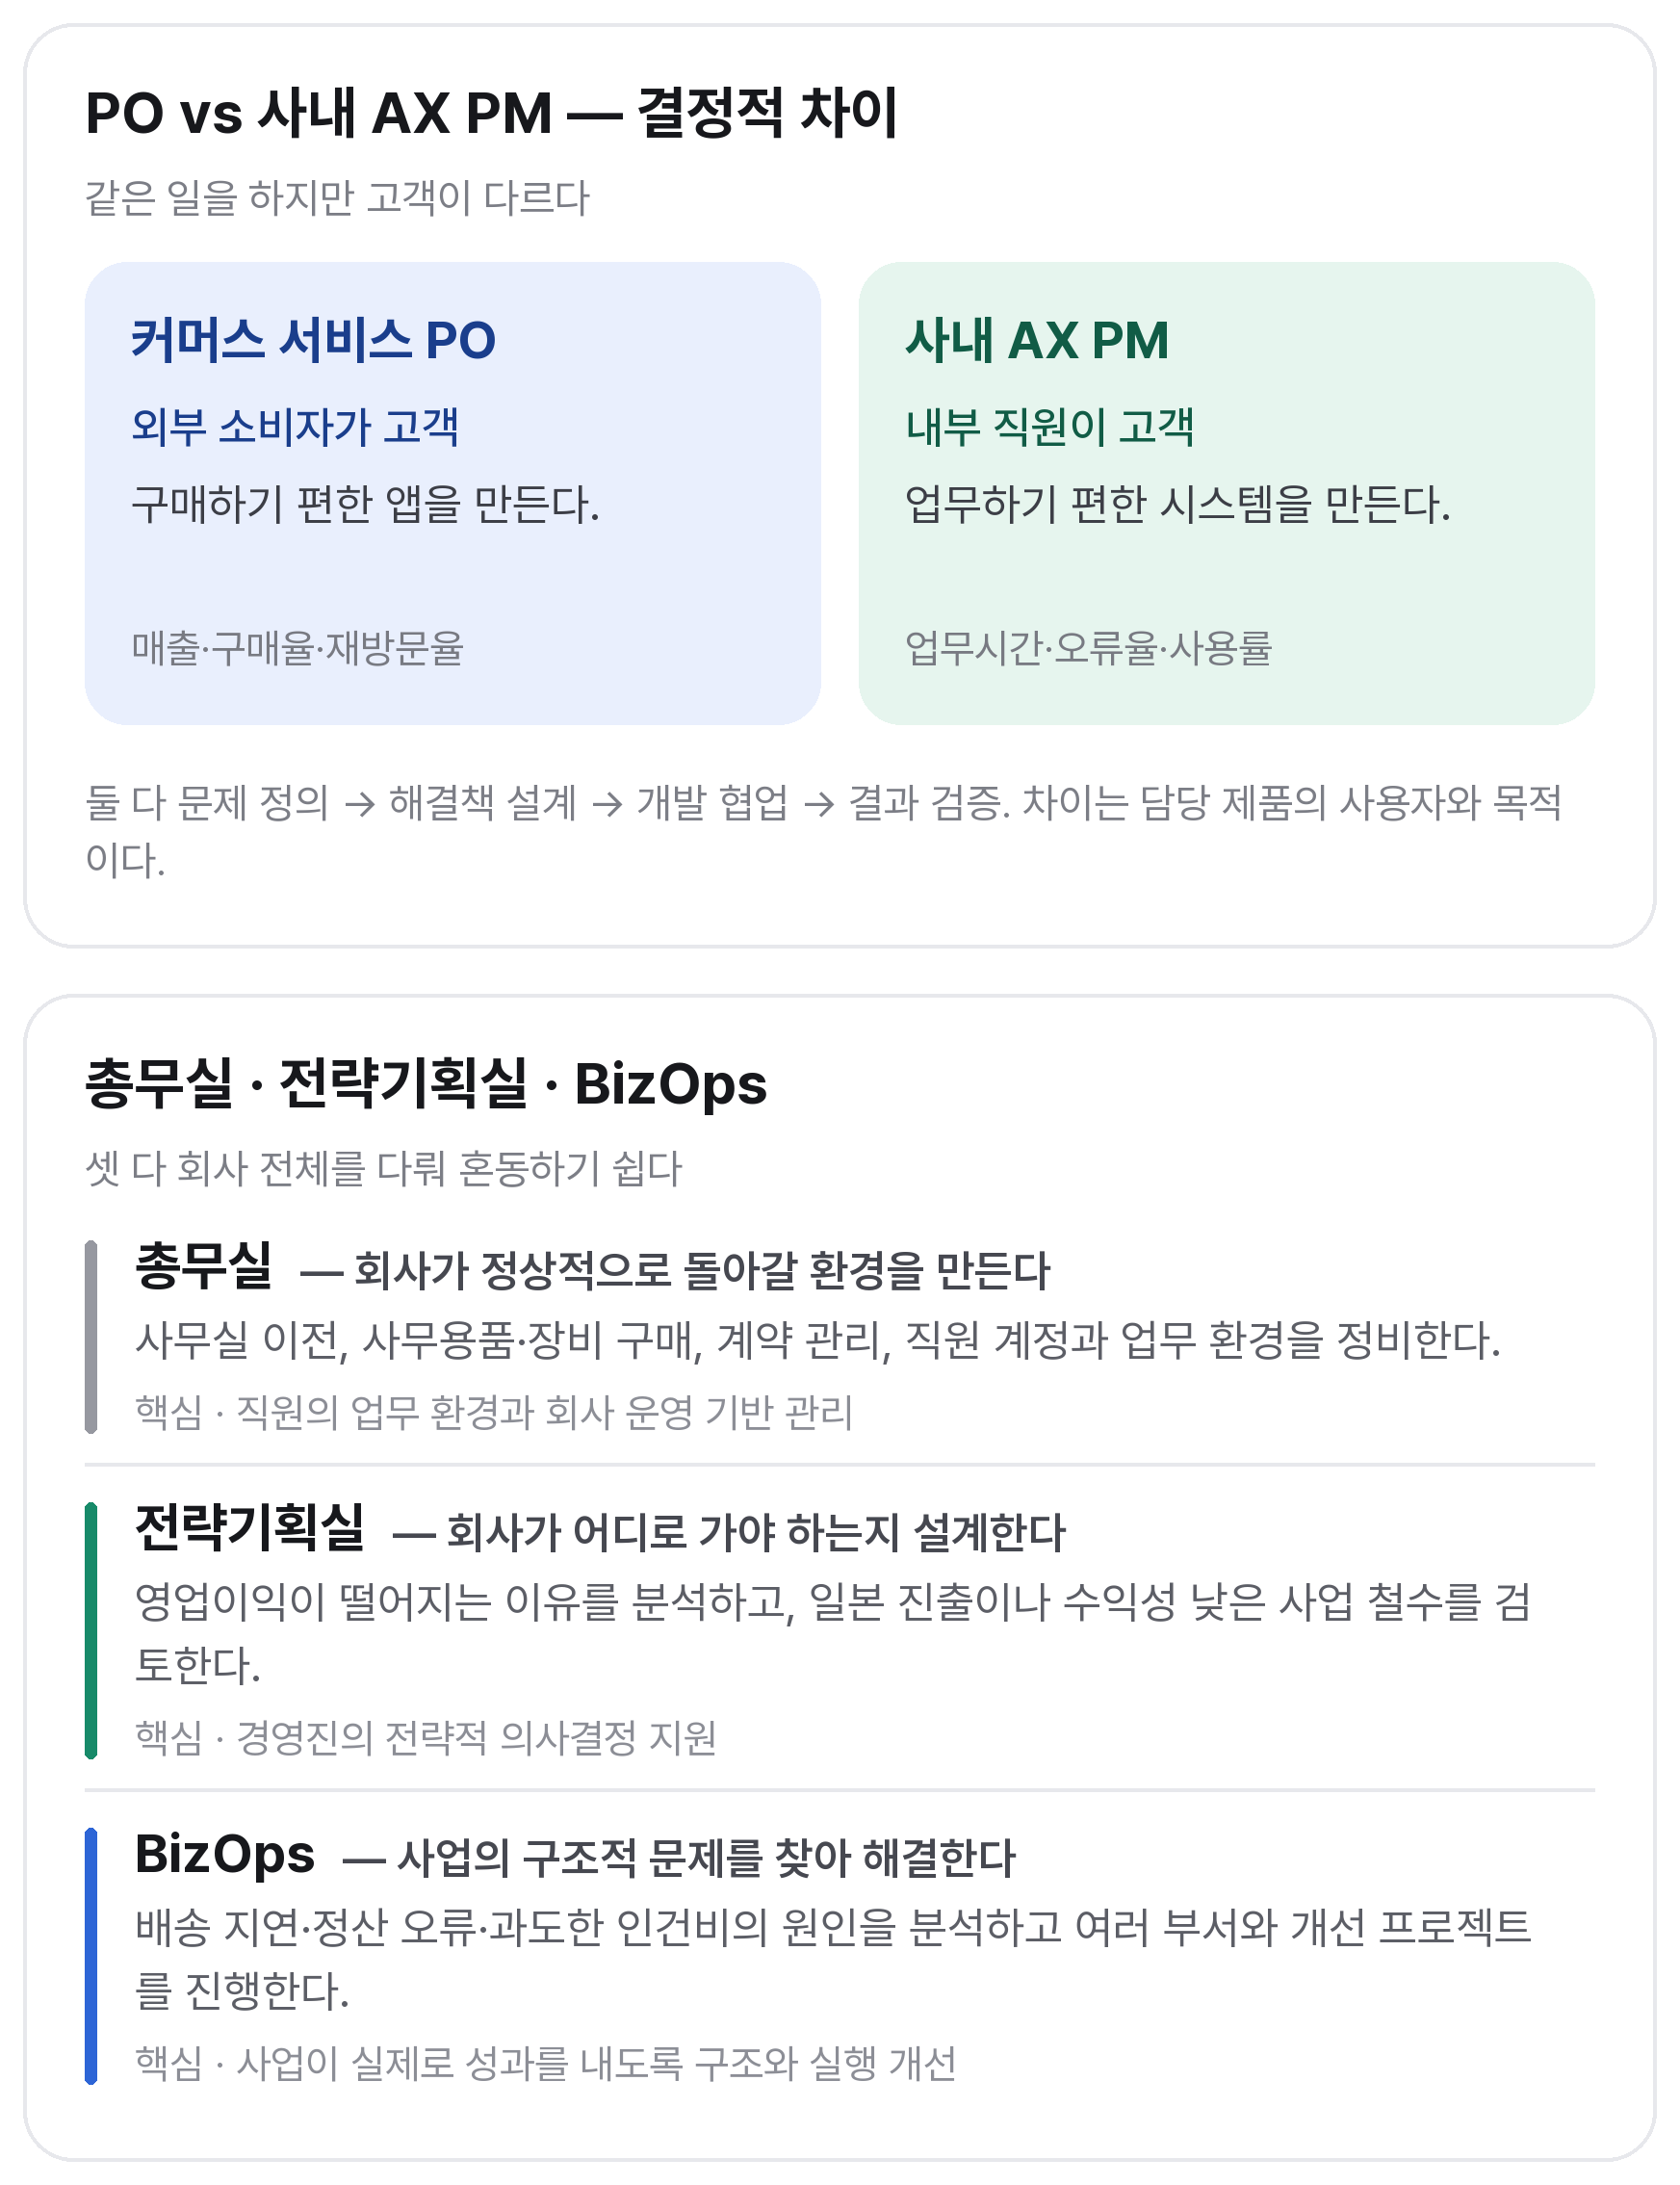 PO vs 사내 AX PM — 결정적 차이
같은 일을 하지만 고객이 다르다
커머스 서비스 PO
외부 소비자가 고객
구매하기 편한 앱을 만든다.
매출·구매율·재방문율
사내 AX PM
내부 직원이 고객
업무하기 편한 시스템을 만든다.
업무시간·오류율·사용률
둘 다 문제 정의 → 해결책 설계 → 개발 협업 → 결과 검증. 차이는 담당 제품의 사용자와 목적
이다.
총무실 · 전략기획실 · BizOps
셋 다 회사 전체를 다뤄 혼동하기 쉽다
총무실 — 회사가 정상적으로 돌아갈 환경을 만든다
사무실 이전, 사무용품·장비 구매, 계약 관리, 직원 계정과 업무 환경을 정비한다.
핵심 · 직원의 업무 환경과 회사 운영 기반 관리
전략기획실 — 회사가 어디로 가야 하는지 설계한다
영업이익이 떨어지는 이유를 분석하고, 일본 진출이나 수익성 낮은 사업 철수를 검
토한다.
핵심 · 경영진의 전략적 의사결정 지원
BizOps — 사업의 구조적 문제를 찾아 해결한다
배송 지연·정산 오류·과도한 인건비의 원인을 분석하고 여러 부서와 개선 프로젝트
를 진행한다.
핵심 · 사업이 실제로 성과를 내도록 구조와 실행 개선